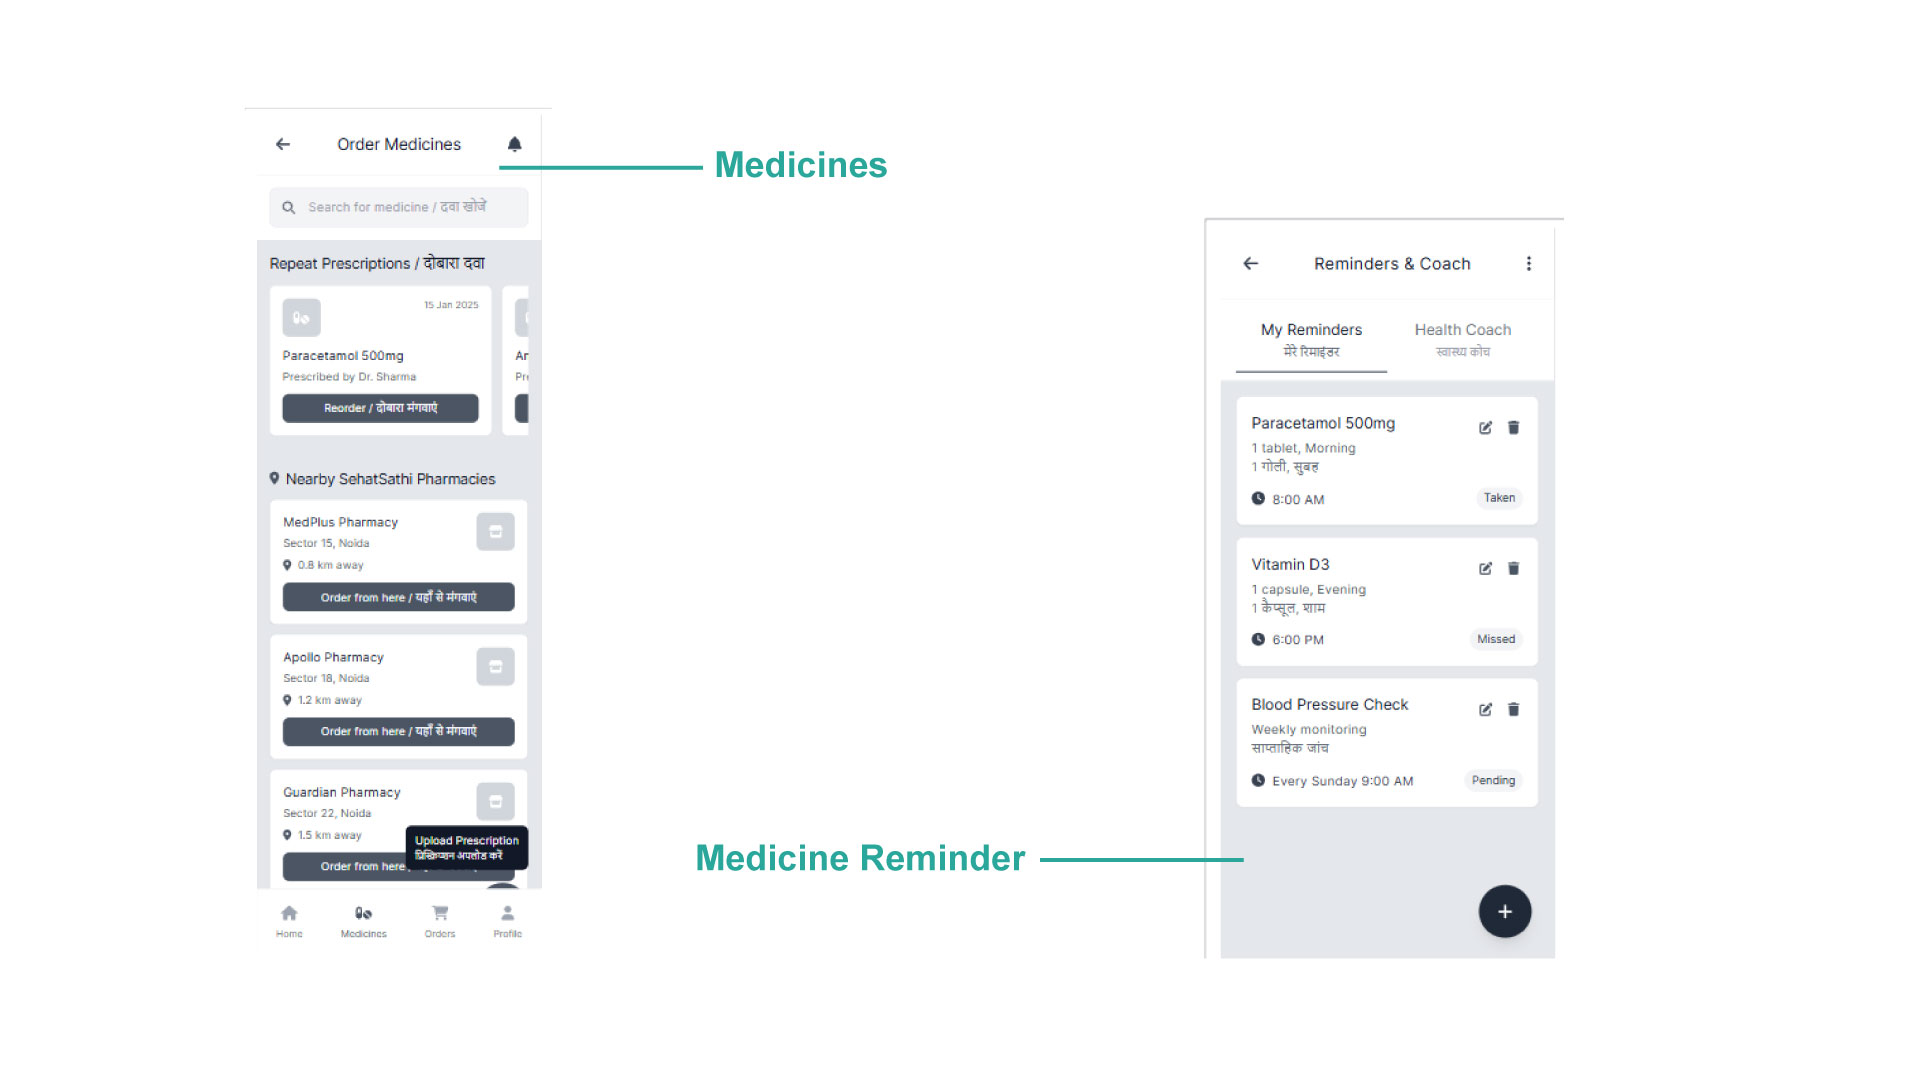 Order Medicines
Medicines
Search for medicine / दवा खोजें
Repeat Prescriptions / दोबारा दवा
15 Jan 2025
Paracetamol 500mg
Prescribed by Dr. Sharma
Reorder / दोबारा मंगवाएं
Nearby SehatSathi Pharmacies
MedPlus Pharmacy
Sector 15, Noida
0.8 km away
Order from here / यहाँ से मंगवाएं
Apollo Pharmacy
Sector 18, Noida
1.2 km away
Order from here / यहाँ से मंगवाएं
Guardian Pharmacy
Sector 22, Noida
1.5 km away
Upload Prescription
प्रिस्क्रिप्शन अपलोड करें
Order from here
Home
Medicines
Orders
Profile
Reminders & Coach
My Reminders
मेरे रिमाइंडर
Health Coach
स्वास्थ्य कोच
Paracetamol 500mg
1 tablet, Morning
1 गोली, सुबह
8:00 AM
Taken
Vitamin D3
1 capsule, Evening
1 कैप्सूल, शाम
6:00 PM
Missed
Blood Pressure Check
Weekly monitoring
साप्ताहिक जांच
Every Sunday 9:00 AM
Pending
Medicine Reminder